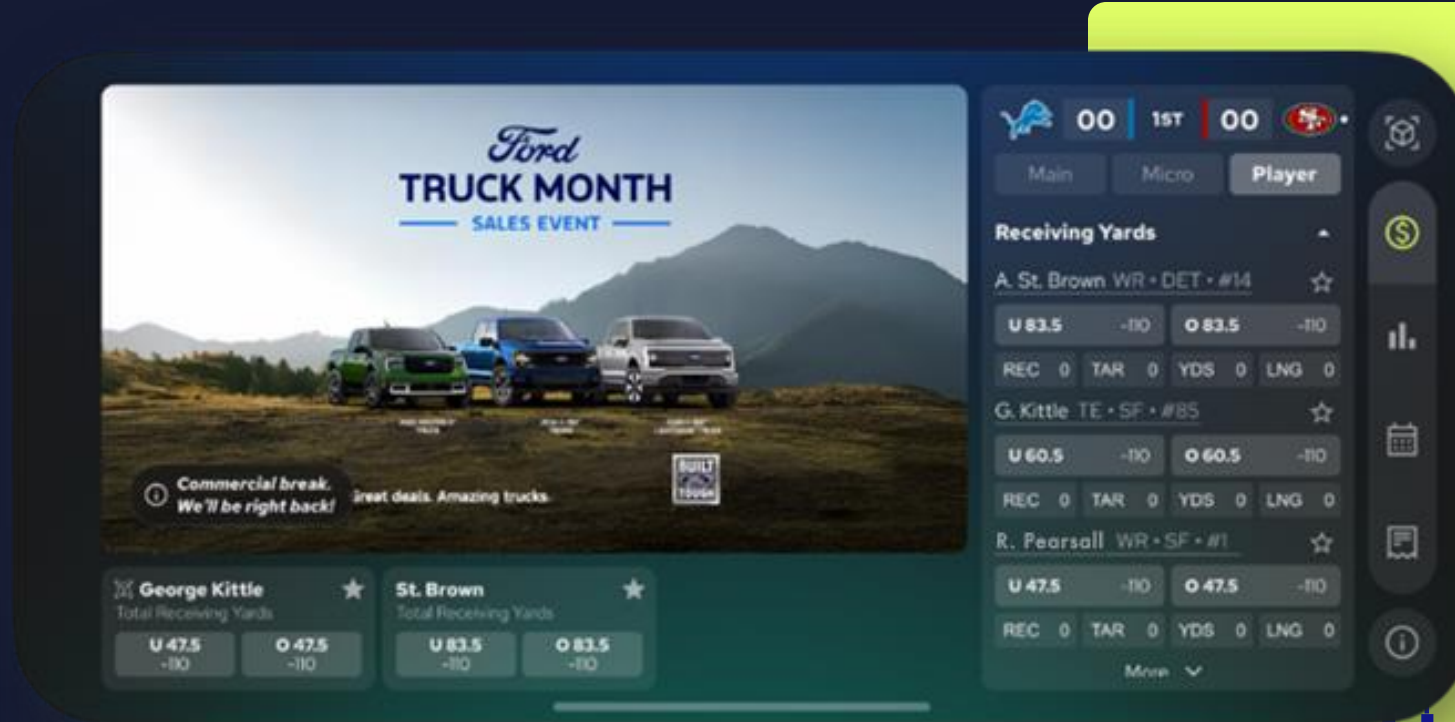 Ford
TRUCK MONTH
SALES EVENT
Commercial break.
We'll be right back!
Great deals. Amazing trucks.
BUILT
TOUGH
George Kittle
Total Receiving Yards
U 47.5 O 47.5
-110 -110
St. Brown
Total Receiving Yards
U 83.5 O 83.5
-110 -110
00 1ST 00
Main Micro Player
Receiving Yards
A. St. Brown WR • DET • #14
U 83.5 -110 O 83.5 -110
REC 0 TAR 0 YDS 0 LNG 0
G. Kittle TE • SF • #85
U 60.5 -110 O 60.5 -110
REC 0 TAR 0 YDS 0 LNG 0
R. Pearsall WR • SF • #1
U 47.5 -110 O 47.5 -110
REC 0 TAR 0 YDS 0 LNG 0
More